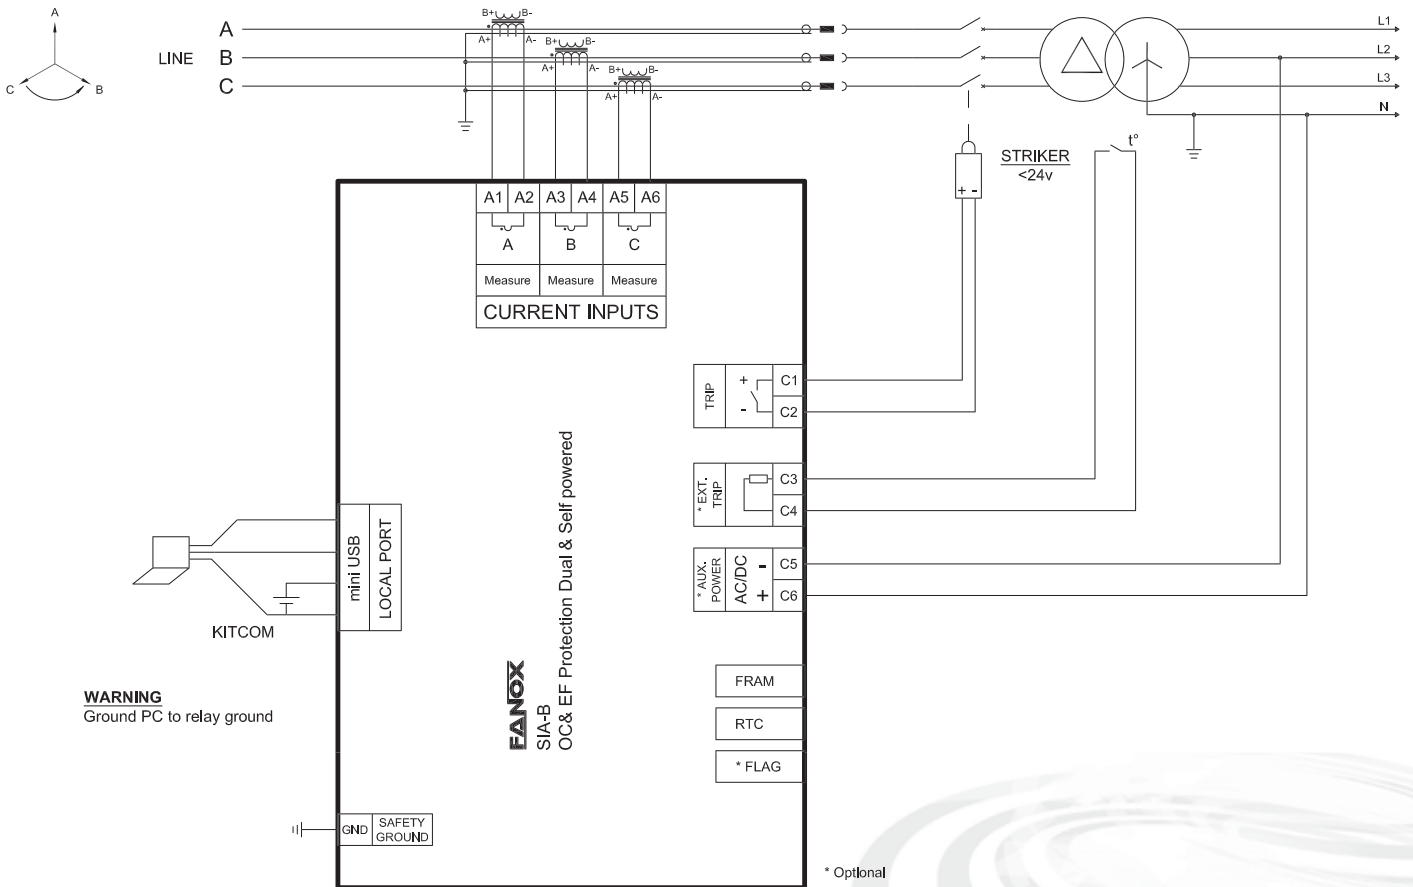 A
C
B
LINE
A
B
C
B+
B-
A+
A-
B+
B-
A+
A-
B+
B-
A+
A-
L1
L2
L3
N
STRIKER
<24v
+ -
t°
A1 A2 A3 A4 A5 A6
A B C
Measure Measure Measure
CURRENT INPUTS
TRIP
+
-
C1
C2
* EXT.
TRIP
C3
C4
* AUX.
POWER
AC/DC
-
+
C5
C6
mini USB
LOCAL PORT
KITCOM
WARNING
Ground PC to relay ground
FANOX
SIA-B
OC& EF Protection Dual & Self powered
FRAM
RTC
* FLAG
GND
SAFETY
GROUND
* Optional